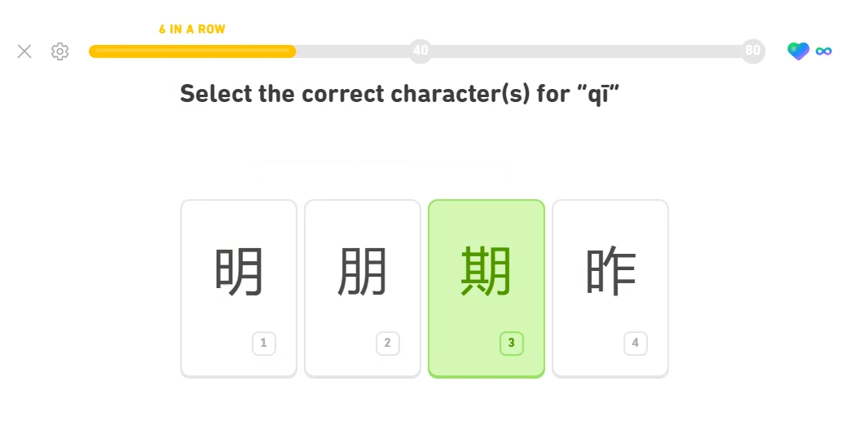 6 IN A ROW
40
80
Select the correct character(s) for “qī”
明
朋
期
昨
1
2
3
4